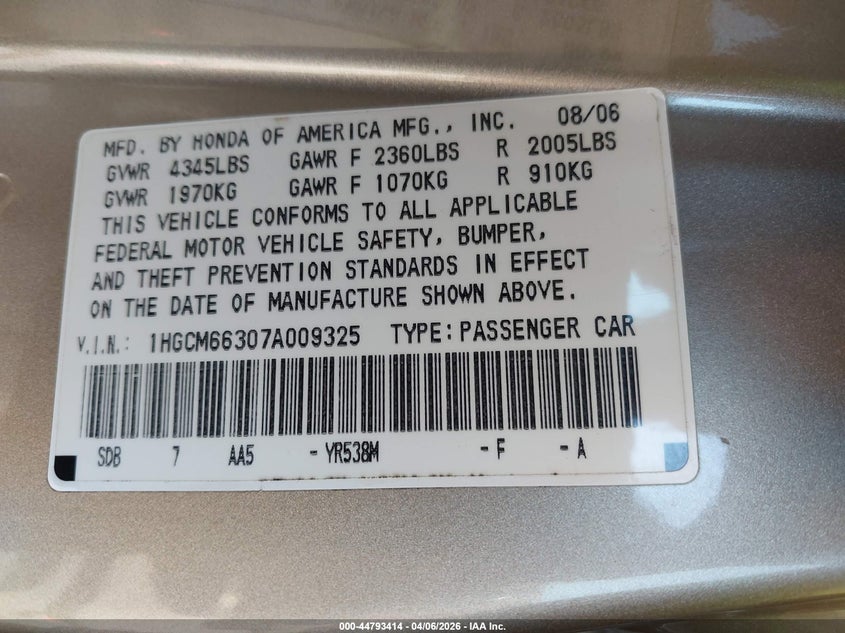 MFD. BY HONDA OF AMERICA MFG., INC. 08/06
GVWR 4345LBS GAWR F 2360LBS R 2005LBS
GVWR 1970KG GAWR F 1070KG R 910KG
THIS VEHICLE CONFORMS TO ALL APPLICABLE
FEDERAL MOTOR VEHICLE SAFETY, BUMPER,
AND THEFT PREVENTION STANDARDS IN EFFECT
ON THE DATE OF MANUFACTURE SHOWN ABOVE.
V.I.N.: 1HGCM66307A009325 TYPE:PASSENGER CAR
SDB 7 AA5 -YR538M -F -A
000-44793414 - 04/06/2026 - IAA Inc.